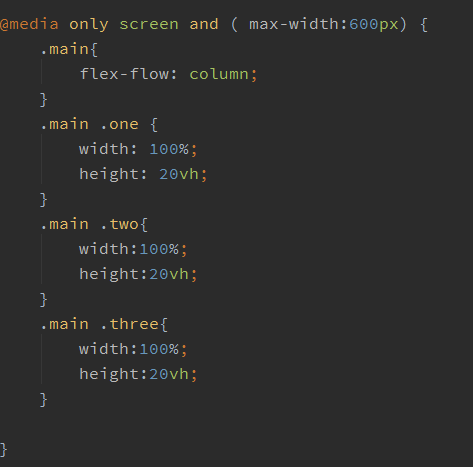 @media only screen and ( max-width:600px) {
    .main{
        flex-flow: column;
    }
    .main .one {
        width: 100%;
        height: 20vh;
    }
    .main .two{
        width:100%;
        height:20vh;
    }
    .main .three{
        width:100%;
        height:20vh;
    }

}